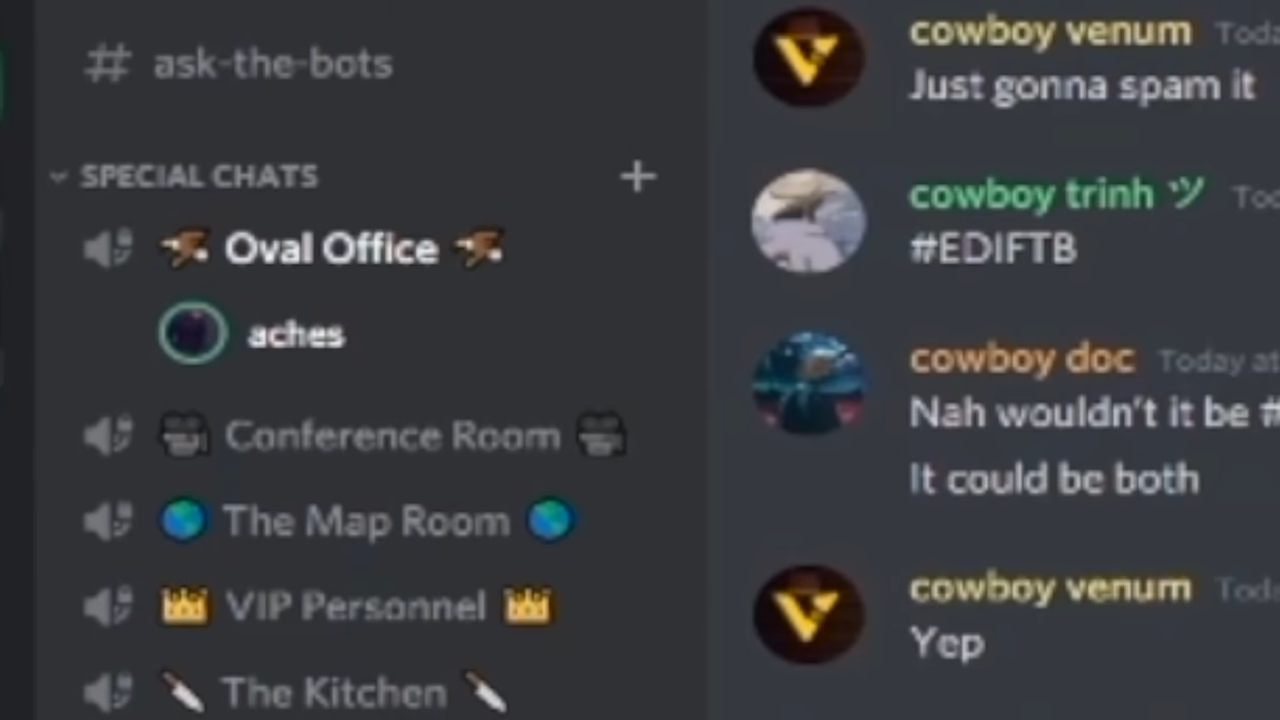 # ask-the-bots
SPECIAL CHATS
Oval Office
aches
Conference Room
The Map Room
VIP Personnel
The Kitchen
cowboy venum
Just gonna spam it
cowboy trinh ツ
#EDIFTB
cowboy doc Today at
Nah wouldn't it be #
It could be both
cowboy venum
Yep